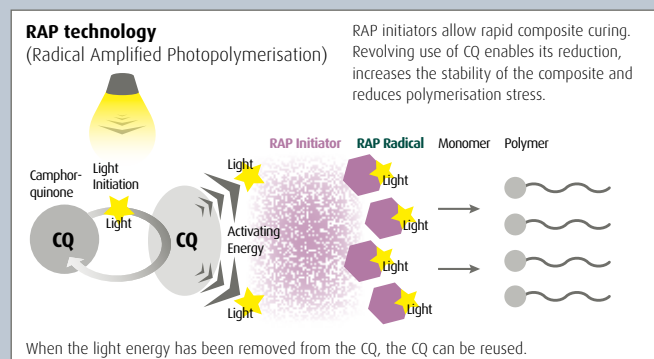 RAP technology
(Radical Amplified Photopolymerisation)
RAP initiators allow rapid composite curing.
Revolving use of CQ enables its reduction,
increases the stability of the composite and
reduces polymerisation stress.
RAP Initiator
RAP Radical
Monomer
Polymer
Camphor-
quinone
Light
Initiation
Light
CQ
CQ
Light
Activating
Energy
Light
Light
Light
Light
Light
When the light energy has been removed from the CQ, the CQ can be reused.